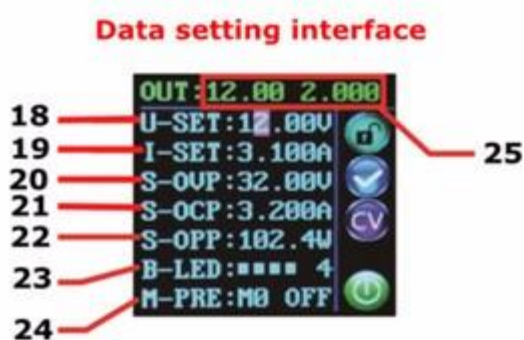 Data setting interface
OUT:12.00 2.000
18 U-SET:12.00V
19 I-SET:3.100A
20 S-OVP:32.00V
21 S-OCP:3.200A
CV
22 S-OPP:102.4W
23 B-LED:▪▪▪▪ 4
24 M-PRE:M0 OFF
25